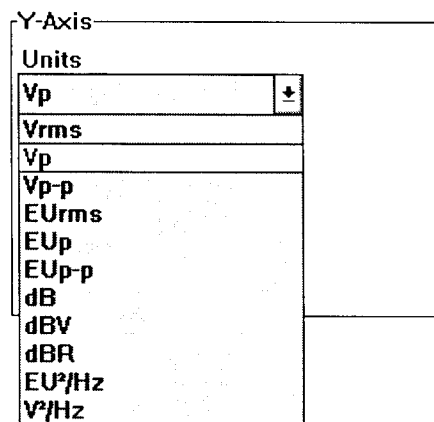 Y-Axis
Units
Vp
Vrms
Vp
Vp-p
EUrms
EUp
EUp-p
dB
dBV
dBR
EU²/Hz
V²/Hz